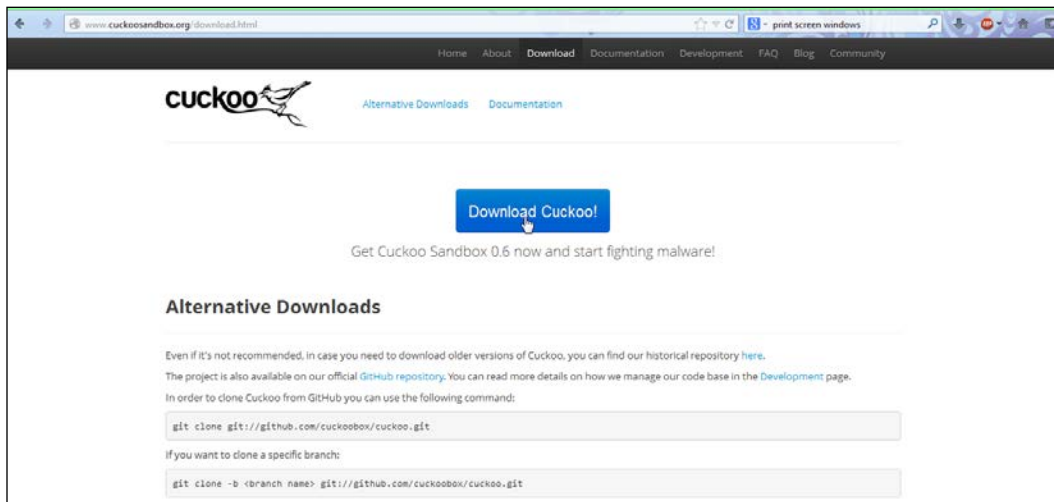 www.cuckoosandbox.org/download.html
print screen windows
Home About Download Documentation Development FAQ Blog Community
cuckoo
Alternative Downloads Documentation
Download Cuckoo!
Get Cuckoo Sandbox 0.6 now and start fighting malware!
Alternative Downloads
Even if it's not recommended, in case you need to download older versions of Cuckoo, you can find our historical repository here.
The project is also available on our official GitHub repository. You can read more details on how we manage our code base in the Development page.
In order to clone Cuckoo from GitHub you can use the following command:
git clone git://github.com/cuckoobox/cuckoo.git
If you want to clone a specific branch:
git clone -b <branch name> git://github.com/cuckoobox/cuckoo.git